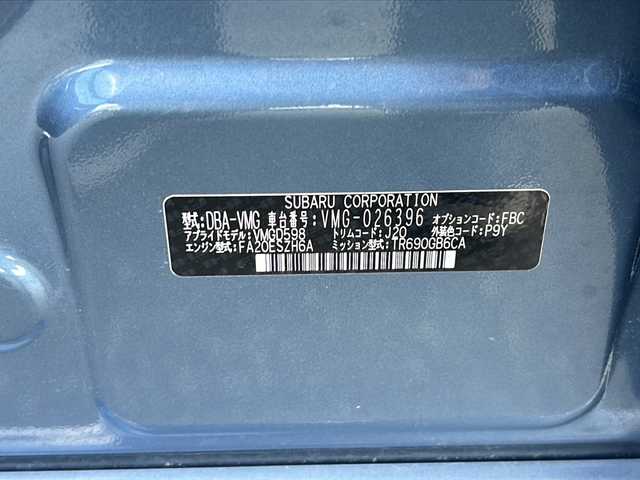 SUBARU CORPORATION
型式:DBA-VMG 車台番号:VMG-026396 オプションコード:FBC
アプライドモデル:VMGD598 トリムコード:J20 外装色コード:P9Y
エンジン型式:FA20ESZH6A ミッション型式:TR690GB6CA